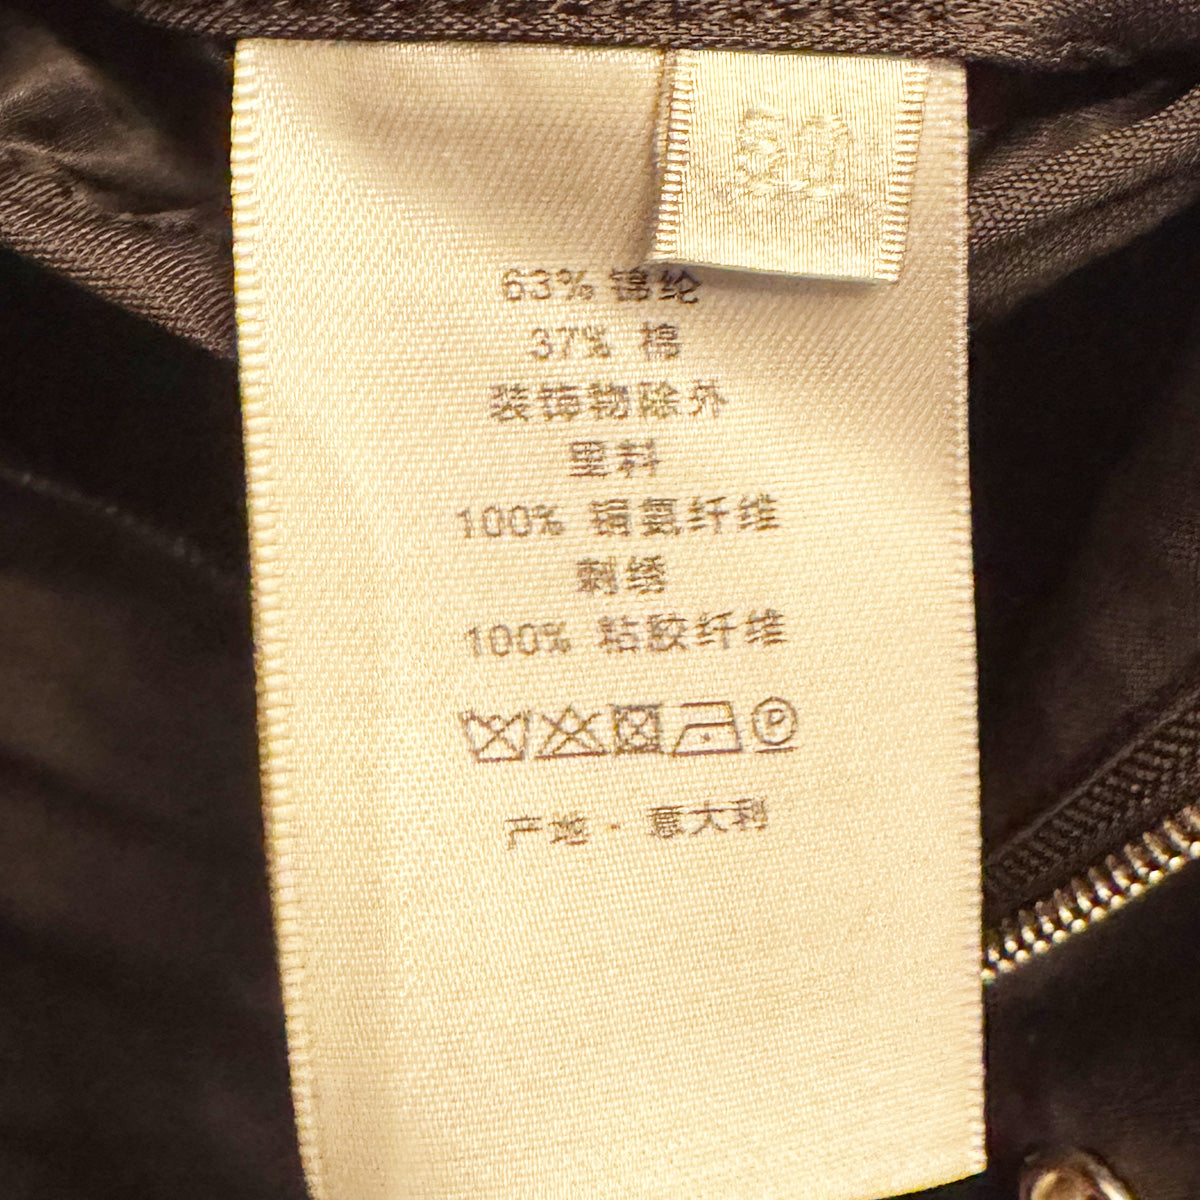 63% 锦纶
37% 棉
装饰物除外
里料
100% 铜氨纤维
刺绣
100% 粘胶纤维
P
产地 · 意大利